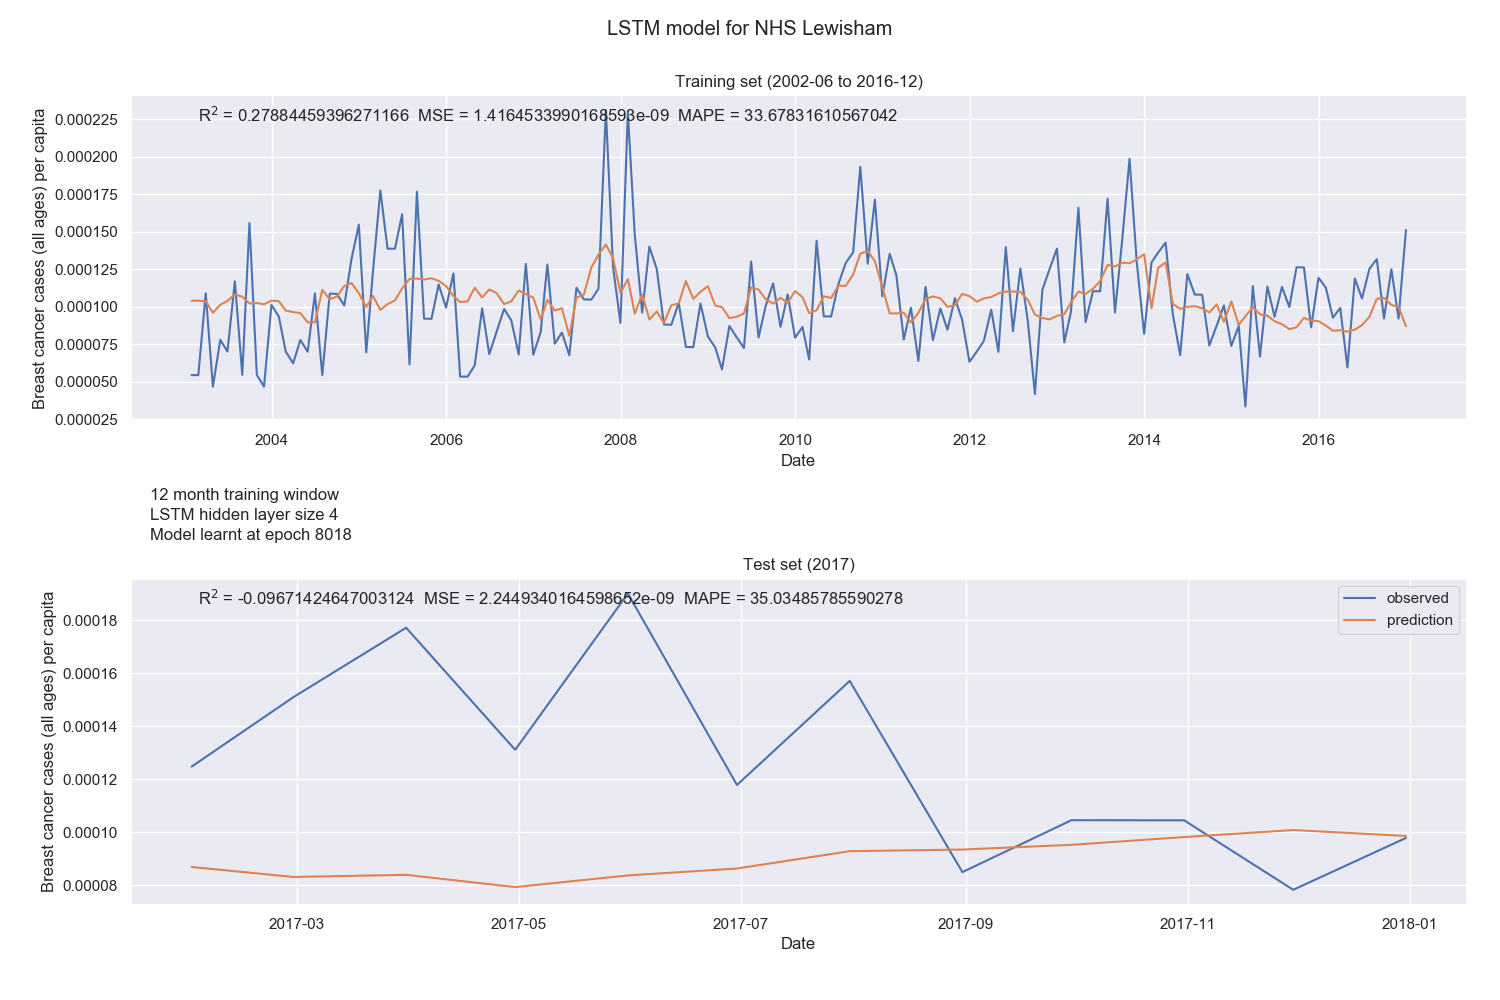 LSTM model for NHS Lewisham
Training set (2002-06 to 2016-12)
R² = 0.27884459396271166 MSE = 1.4164533990168593e-09 MAPE = 33.67831610567042
Breast cancer cases (all ages) per capita
0.000225
0.000200
0.000175
0.000150
0.000125
0.000100
0.000075
0.000050
0.000025
2004 2006 2008 2010 2012 2014 2016
Date
12 month training window
LSTM hidden layer size 4
Model learnt at epoch 8018
Test set (2017)
R² = -0.09671424647003124 MSE = 2.2449340164598652e-09 MAPE = 35.03485785590278
observed
prediction
Breast cancer cases (all ages) per capita
0.00018
0.00016
0.00014
0.00012
0.00010
0.00008
2017-03 2017-05 2017-07 2017-09 2017-11 2018-01
Date